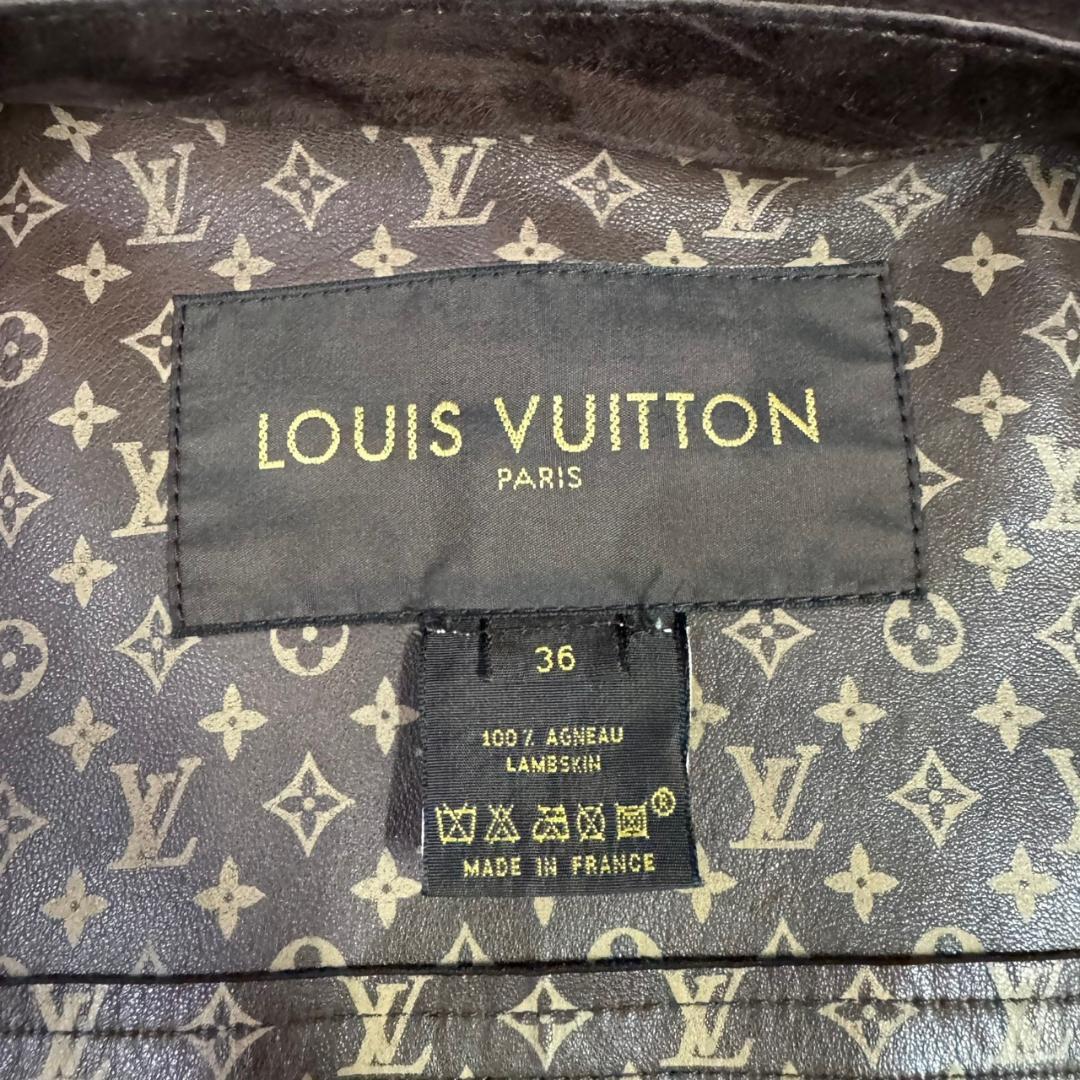 LOUIS VUITTON
PARIS
36
100% AGNEAU
LAMBSKIN
®
MADE IN FRANCE